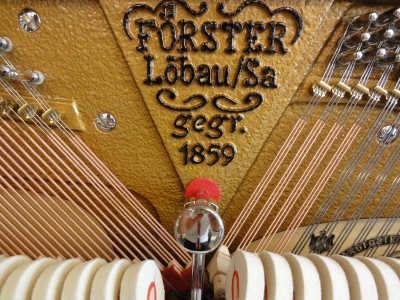 FÖRSTER
Löbau/Sa
gegr.
1859